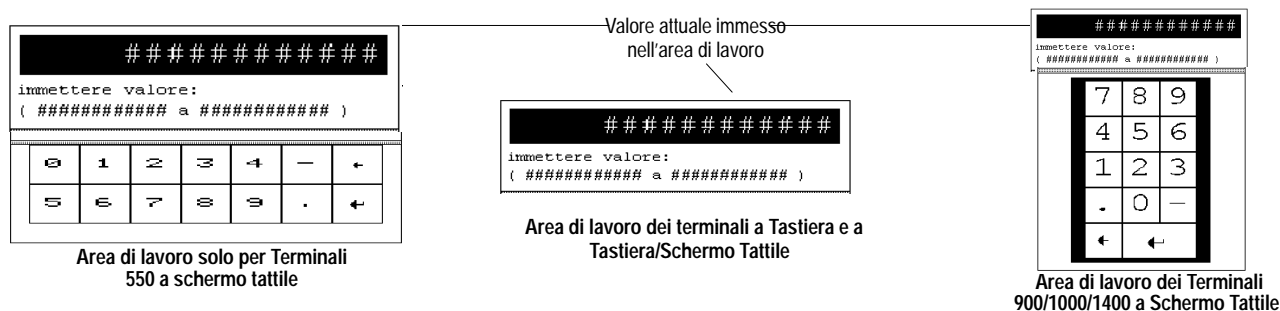 # # # # # # # # # # # #
immettere valore:
( ############ a ############ )
0 1 2 3 4 – ←
5 6 7 8 9 . ↵
Area di lavoro solo per Terminali
550 a schermo tattile
Valore attuale immesso
nell'area di lavoro
# # # # # # # # # # # #
immettere valore:
( ############ a ############ )
Area di lavoro dei terminali a Tastiera e a
Tastiera/Schermo Tattile
# # # # # # # # # # # #
immettere valore:
( ############ a ############ )
7 8 9
4 5 6
1 2 3
. 0 –
← ↵
Area di lavoro dei Terminali
900/1000/1400 a Schermo Tattile